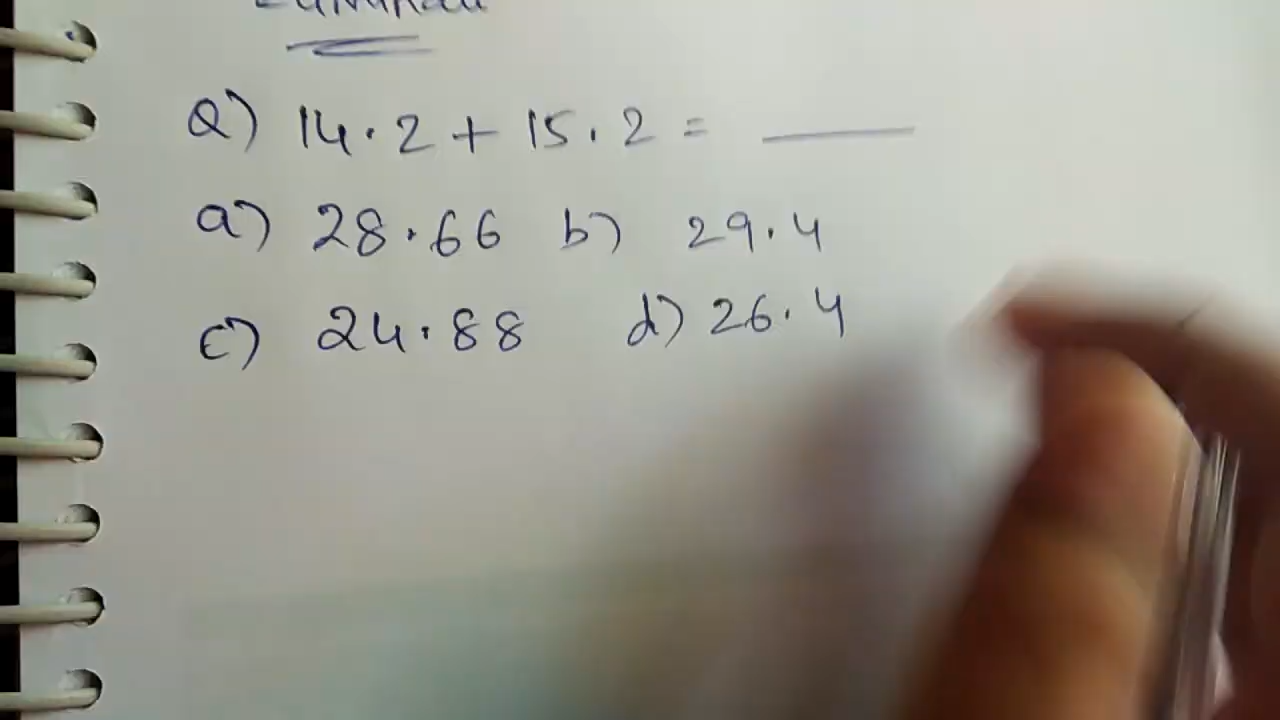 Q) 14.2 + 15.2 = ____
a) 28.66 b) 29.4
c) 24.88 d) 26.4